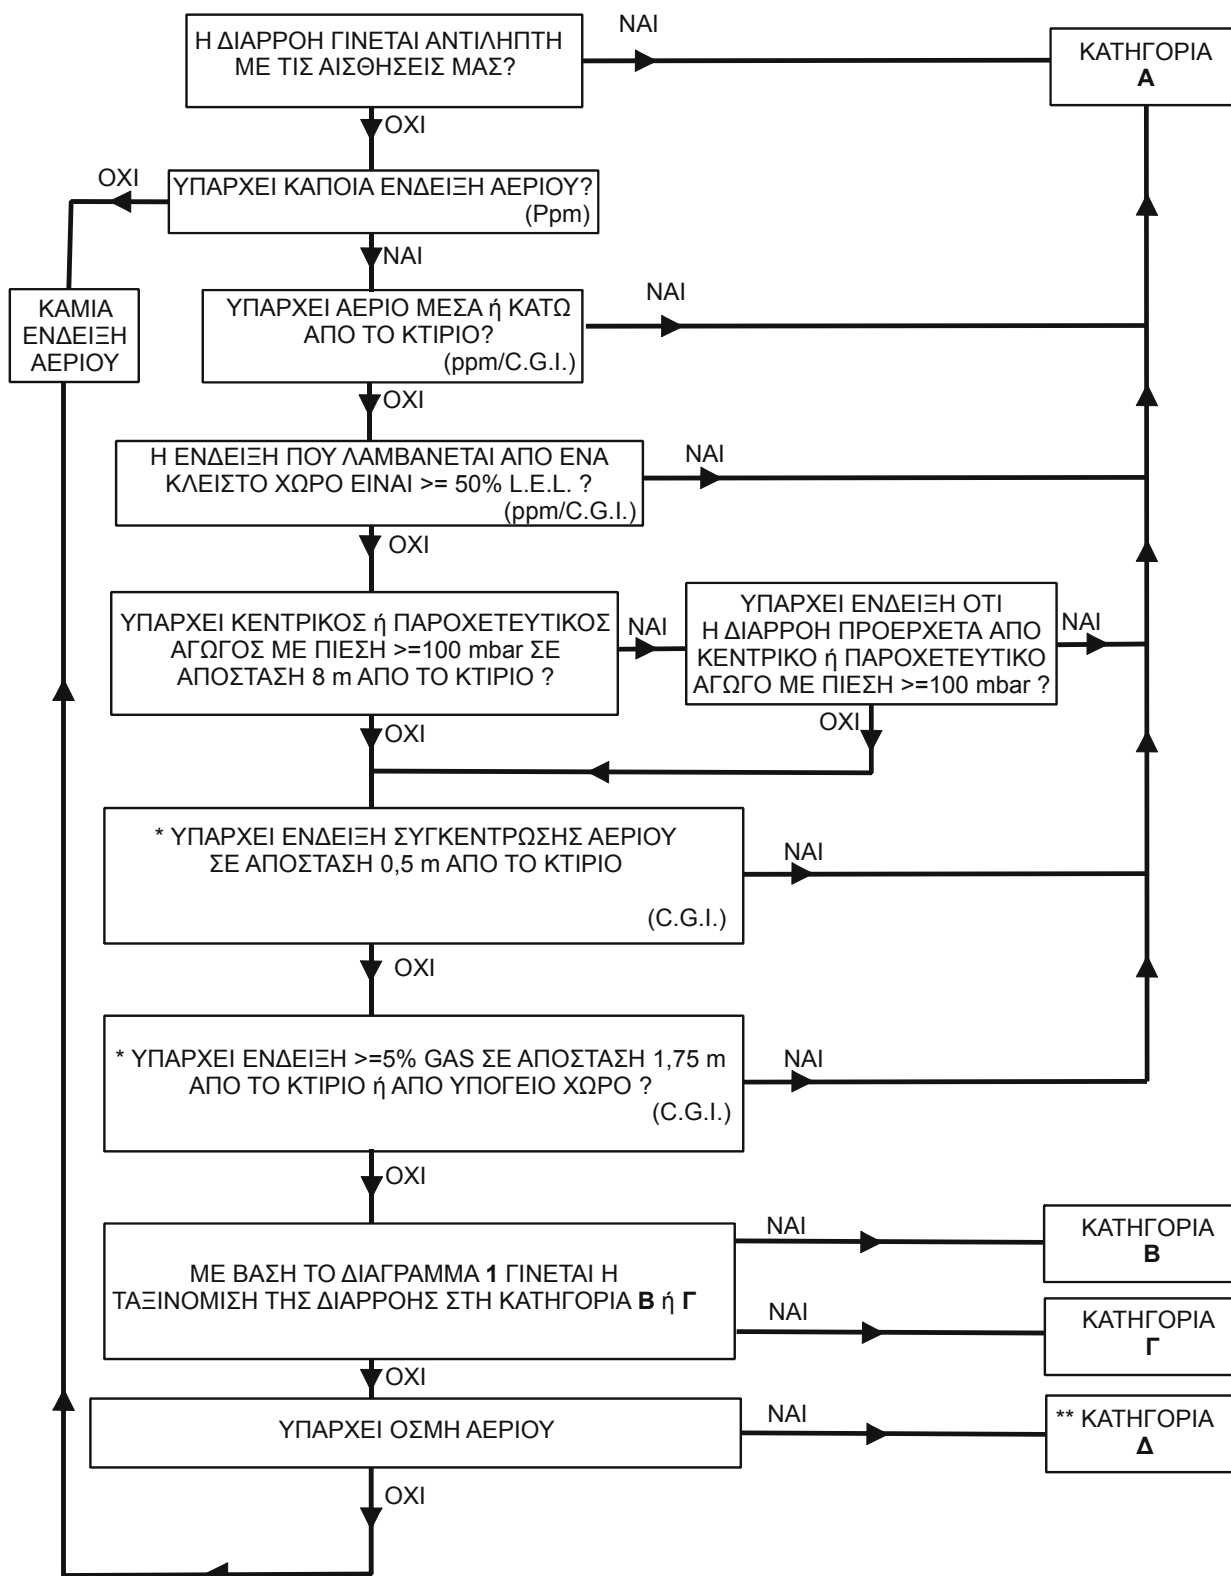 Η ΔΙΑΡΡΟΗ ΓΙΝΕΤΑΙ ΑΝΤΙΛΗΠΤΗ
ΜΕ ΤΙΣ ΑΙΣΘΗΣΕΙΣ ΜΑΣ?
ΝΑΙ
ΚΑΤΗΓΟΡΙΑ
Α
ΟΧΙ
ΟΧΙ
ΥΠΑΡΧΕΙ ΚΑΠΟΙΑ ΕΝΔΕΙΞΗ ΑΕΡΙΟΥ?
(Ppm)
ΝΑΙ
ΚΑΜΙΑ
ΕΝΔΕΙΞΗ
ΑΕΡΙΟΥ
ΥΠΑΡΧΕΙ ΑΕΡΙΟ ΜΕΣΑ ή ΚΑΤΩ
ΑΠΟ ΤΟ ΚΤΙΡΙΟ?
(ppm/C.G.I.)
ΝΑΙ
ΟΧΙ
Η ΕΝΔΕΙΞΗ ΠΟΥ ΛΑΜΒΑΝΕΤΑΙ ΑΠΟ ΕΝΑ
ΚΛΕΙΣΤΟ ΧΩΡΟ ΕΙΝΑΙ >= 50% L.E.L. ?
(ppm/C.G.I.)
ΝΑΙ
ΟΧΙ
ΥΠΑΡΧΕΙ ΚΕΝΤΡΙΚΟΣ ή ΠΑΡΟΧΕΤΕΥΤΙΚΟΣ
ΑΓΩΓΟΣ ΜΕ ΠΙΕΣΗ >=100 mbar ΣΕ
ΑΠΟΣΤΑΣΗ 8 m ΑΠΟ ΤΟ ΚΤΙΡΙΟ ?
ΝΑΙ
ΥΠΑΡΧΕΙ ΕΝΔΕΙΞΗ ΟΤΙ
Η ΔΙΑΡΡΟΗ ΠΡΟΕΡΧΕΤΑ ΑΠΟ
ΚΕΝΤΡΙΚΟ ή ΠΑΡΟΧΕΤΕΥΤΙΚΟ
ΑΓΩΓΟ ΜΕ ΠΙΕΣΗ >=100 mbar ?
ΝΑΙ
ΟΧΙ
ΟΧΙ
* ΥΠΑΡΧΕΙ ΕΝΔΕΙΞΗ ΣΥΓΚΕΝΤΡΩΣΗΣ ΑΕΡΙΟΥ
ΣΕ ΑΠΟΣΤΑΣΗ 0,5 m ΑΠΟ ΤΟ ΚΤΙΡΙΟ
(C.G.I.)
ΝΑΙ
ΟΧΙ
* ΥΠΑΡΧΕΙ ΕΝΔΕΙΞΗ >=5% GAS ΣΕ ΑΠΟΣΤΑΣΗ 1,75 m
ΑΠΟ ΤΟ ΚΤΙΡΙΟ ή ΑΠΟ ΥΠΟΓΕΙΟ ΧΩΡΟ ?
(C.G.I.)
ΝΑΙ
ΟΧΙ
ΜΕ ΒΑΣΗ ΤΟ ΔΙΑΓΡΑΜΜΑ 1 ΓΙΝΕΤΑΙ Η
ΤΑΞΙΝΟΜΙΣΗ ΤΗΣ ΔΙΑΡΡΟΗΣ ΣΤΗ ΚΑΤΗΓΟΡΙΑ Β ή Γ
ΝΑΙ
ΚΑΤΗΓΟΡΙΑ
Β
ΝΑΙ
ΚΑΤΗΓΟΡΙΑ
Γ
ΟΧΙ
ΥΠΑΡΧΕΙ ΟΣΜΗ ΑΕΡΙΟΥ
ΝΑΙ
** ΚΑΤΗΓΟΡΙΑ
Δ
ΟΧΙ